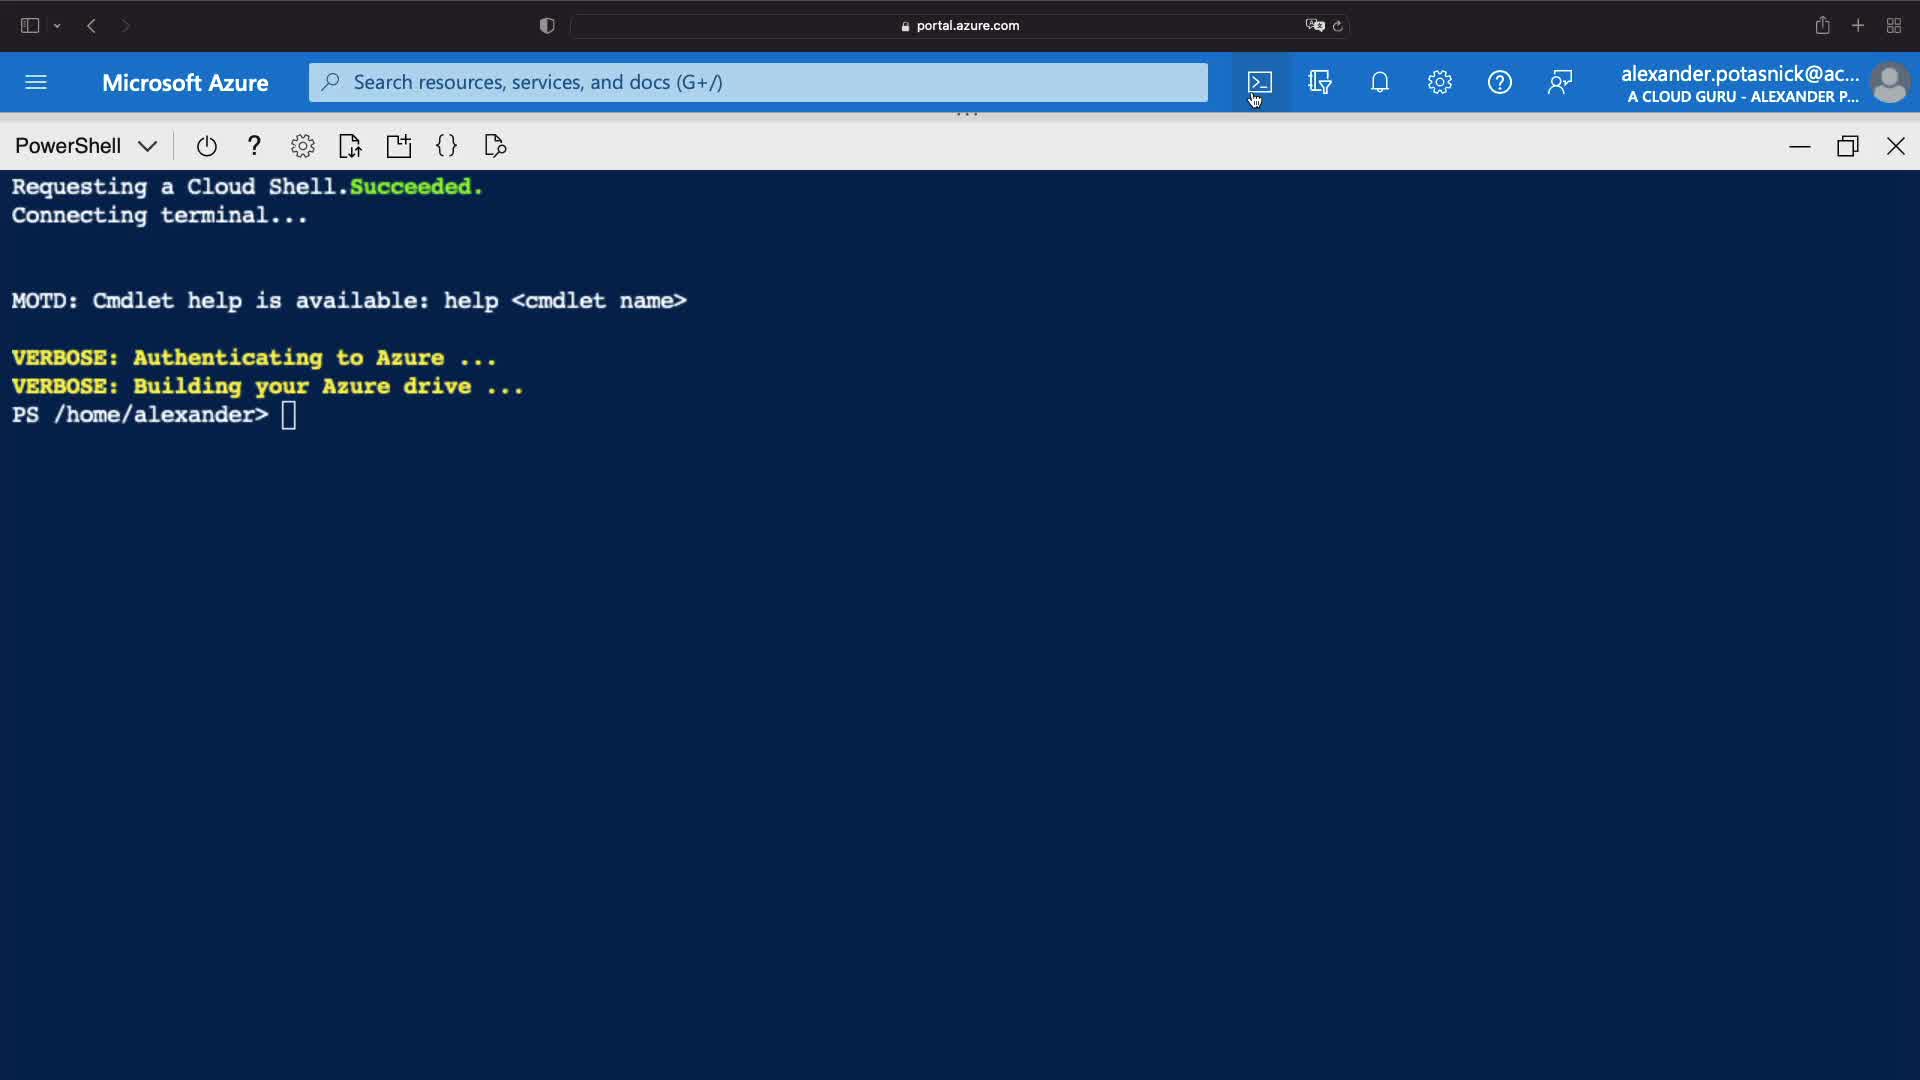 portal.azure.com
Microsoft Azure
Search resources, services, and docs (G+/)
alexander.potasnick@ac...
A CLOUD GURU - ALEXANDER P...
PowerShell
Requesting a Cloud Shell.Succeeded.
Connecting terminal...
MOTD: Cmdlet help is available: help <cmdlet name>
VERBOSE: Authenticating to Azure ...
VERBOSE: Building your Azure drive ...
PS /home/alexander>